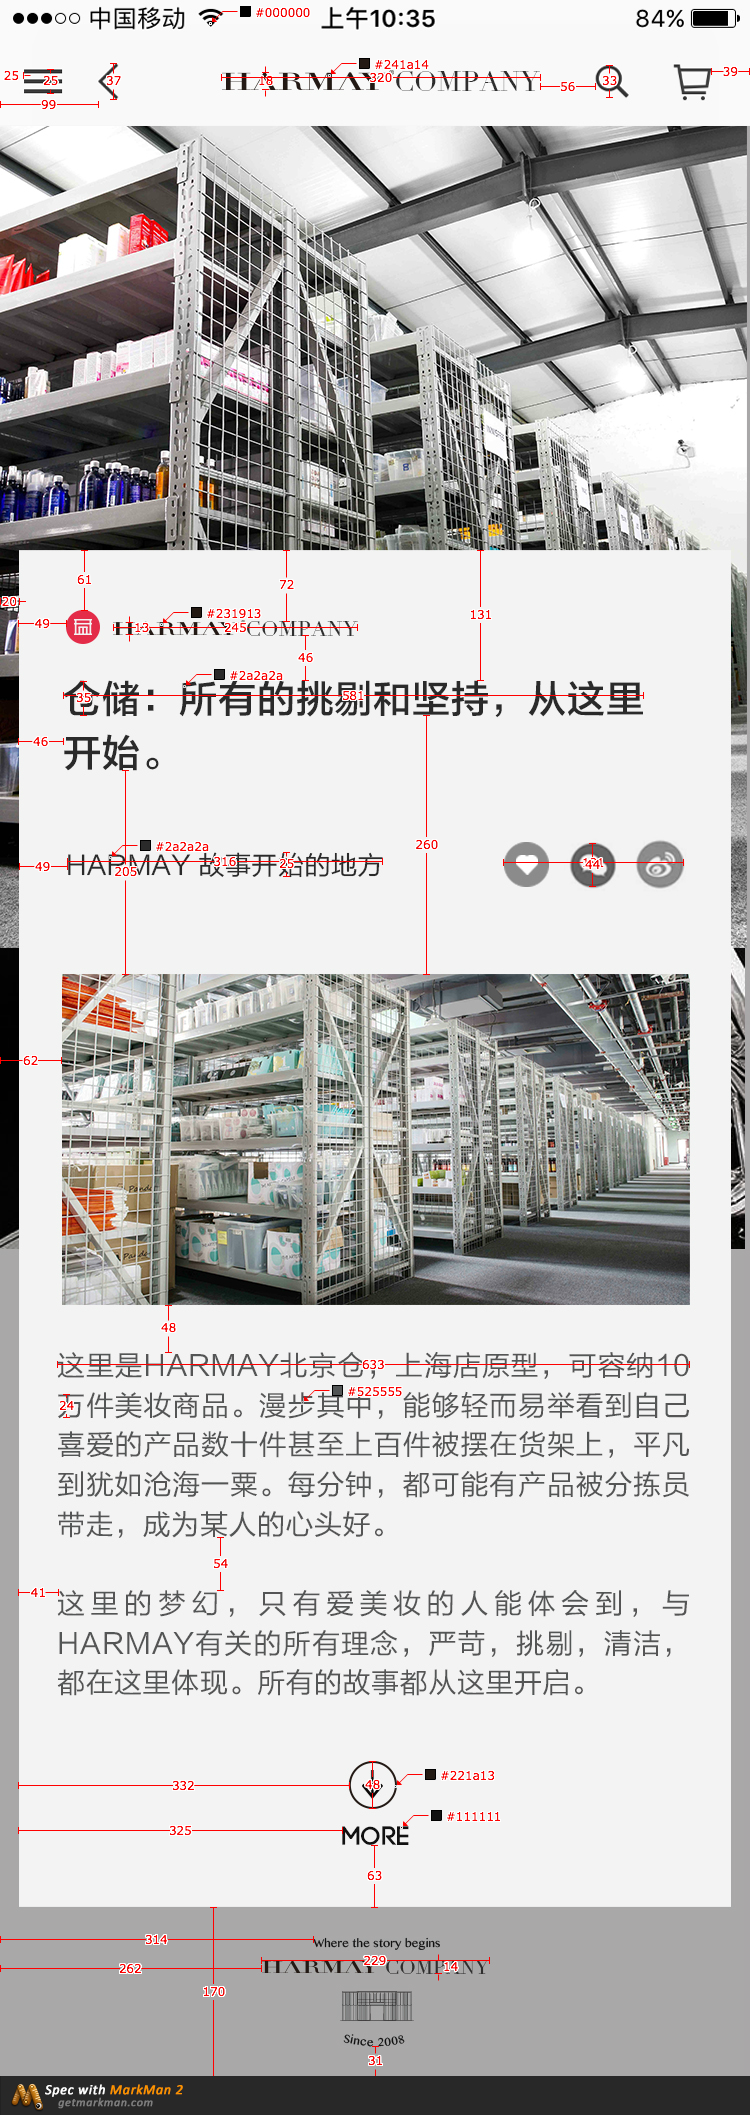 中国移动 #000000 上午10:35 84%
25 25 37 18 HARMAY COMPANY 320 #241a14 56 33 39
99
61 72 131
20
49 HARMAY COMPANY 13 245 #231913
46
#2a2a2a
35 581
仓储：所有的挑剔和坚持，从这里
46
开始。
#2a2a2a 260
49 HARMAY 故事开始的地方 316 25 44
205
62
48
这里是HARMAY北京仓，上海店原型，可容纳10
633
#525555
24
万件美妆商品。漫步其中，能够轻而易举看到自己
喜爱的产品数十件甚至上百件被摆在货架上，平凡
到犹如沧海一粟。每分钟，都可能有产品被分拣员
带走，成为某人的心头好。
54
41
这里的梦幻，只有爱美妆的人能体会到，与
HARMAY有关的所有理念，严苛，挑剔，清洁，
都在这里体现。所有的故事都从这里开启。
332 48 #221a13
325 MORE #111111
63
314 Where the story begins
262 HARMAY COMPANY 229 14
170
Since 2008
31
Spec with MarkMan 2
getmarkman.com